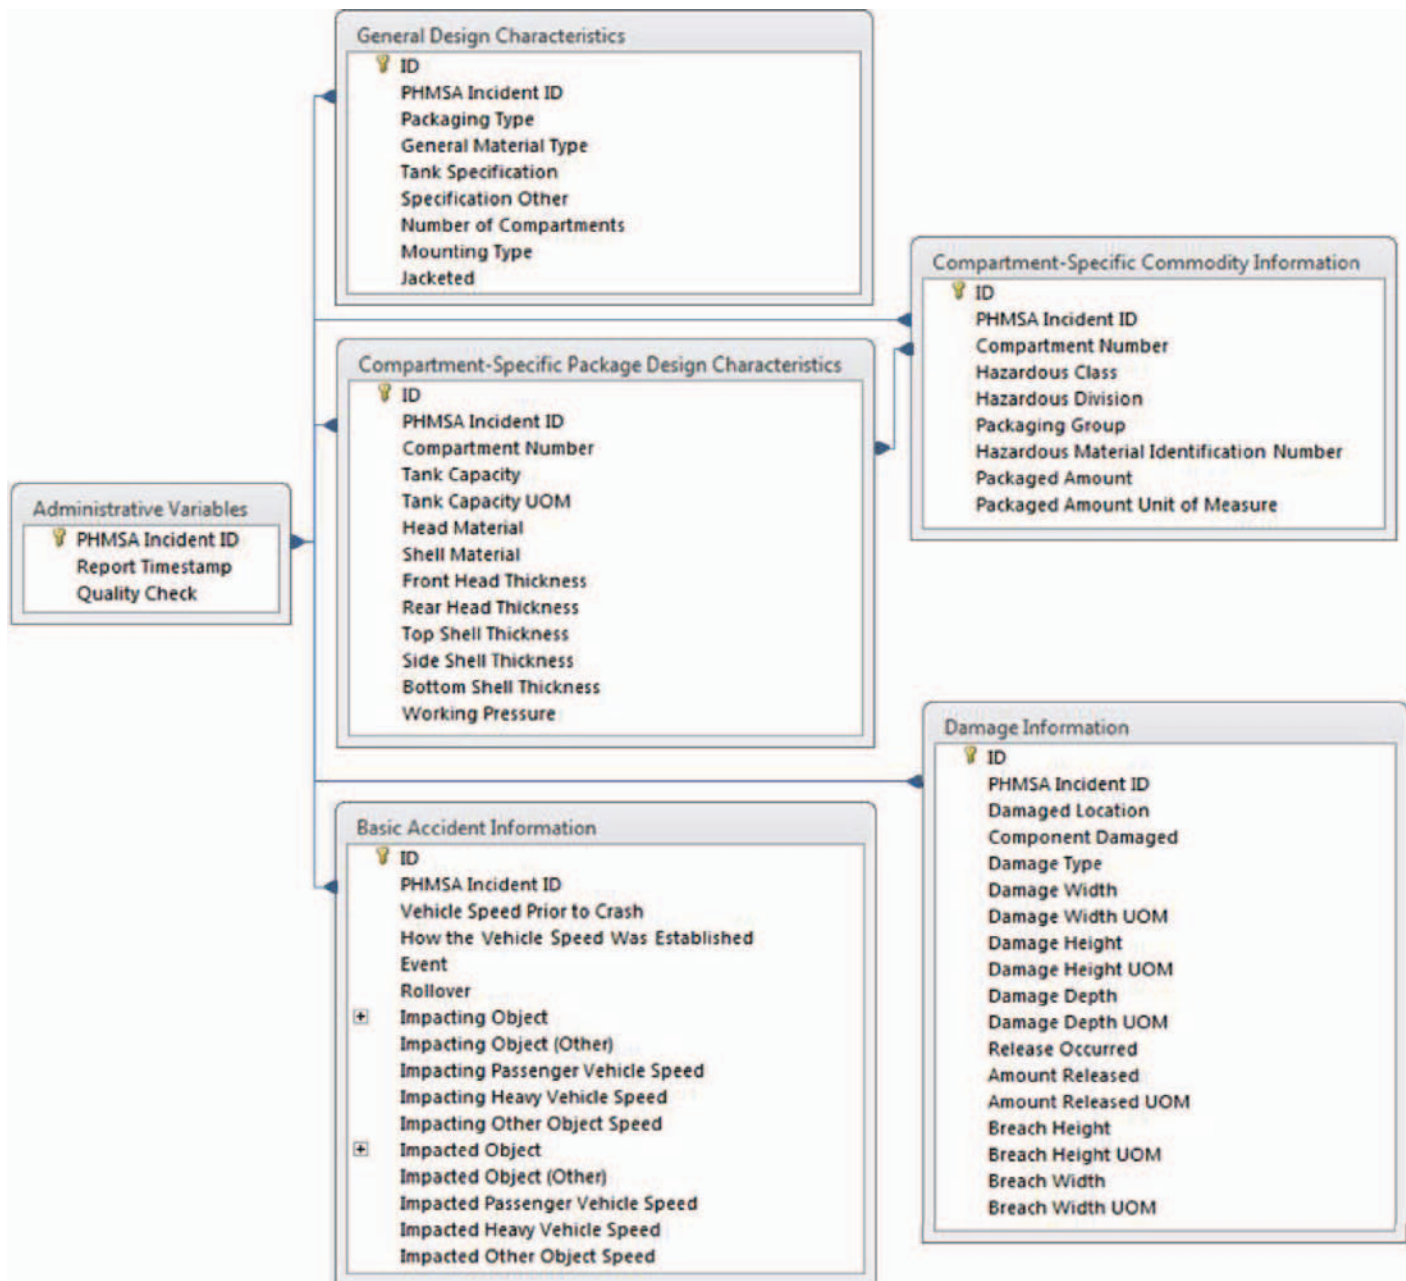 General Design Characteristics
ID
PHMSA Incident ID
Packaging Type
General Material Type
Tank Specification
Specification Other
Number of Compartments
Mounting Type
Jacketed
Compartment-Specific Commodity Information
ID
PHMSA Incident ID
Compartment Number
Hazardous Class
Hazardous Division
Packaging Group
Hazardous Material Identification Number
Packaged Amount
Packaged Amount Unit of Measure
Compartment-Specific Package Design Characteristics
ID
PHMSA Incident ID
Compartment Number
Tank Capacity
Tank Capacity UOM
Head Material
Shell Material
Front Head Thickness
Rear Head Thickness
Top Shell Thickness
Side Shell Thickness
Bottom Shell Thickness
Working Pressure
Administrative Variables
PHMSA Incident ID
Report Timestamp
Quality Check
Damage Information
ID
PHMSA Incident ID
Damaged Location
Component Damaged
Damage Type
Damage Width
Damage Width UOM
Damage Height
Damage Height UOM
Damage Depth
Damage Depth UOM
Release Occurred
Amount Released
Amount Released UOM
Breach Height
Breach Height UOM
Breach Width
Breach Width UOM
Basic Accident Information
ID
PHMSA Incident ID
Vehicle Speed Prior to Crash
How the Vehicle Speed Was Established
Event
Rollover
Impacting Object
Impacting Object (Other)
Impacting Passenger Vehicle Speed
Impacting Heavy Vehicle Speed
Impacting Other Object Speed
Impacted Object
Impacted Object (Other)
Impacted Passenger Vehicle Speed
Impacted Heavy Vehicle Speed
Impacted Other Object Speed